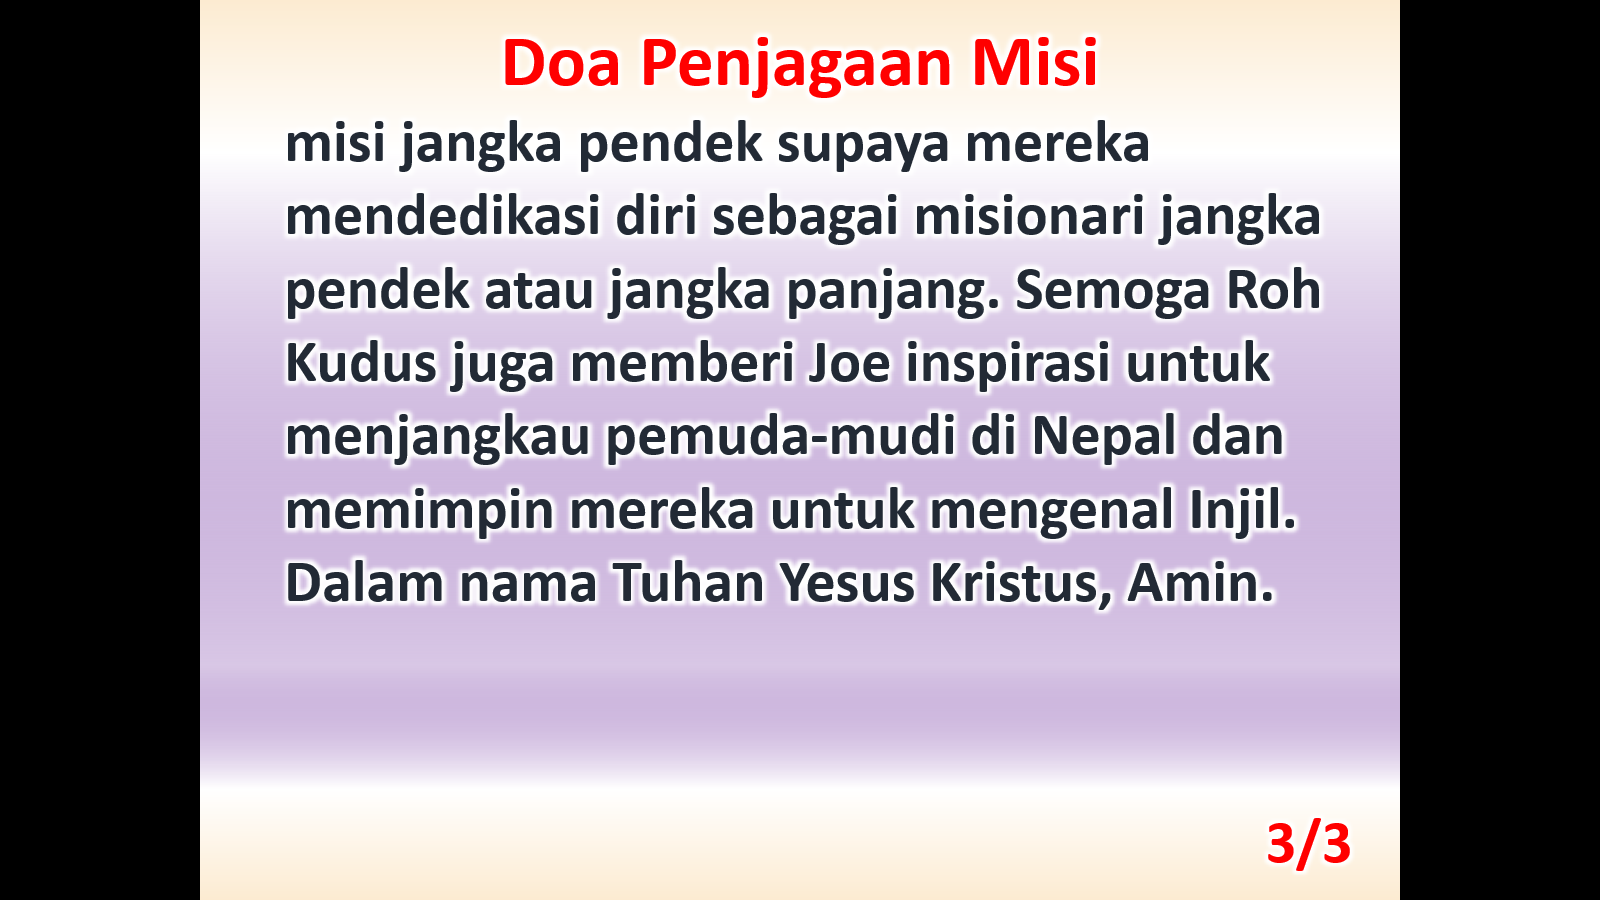 Doa Penjagaan Misi
misi jangka pendek supaya mereka
mendedikasi diri sebagai misionari jangka
pendek atau jangka panjang. Semoga Roh
Kudus juga memberi Joe inspirasi untuk
menjangkau pemuda-mudi di Nepal dan
memimpin mereka untuk mengenal Injil.
Dalam nama Tuhan Yesus Kristus, Amin.
3/3